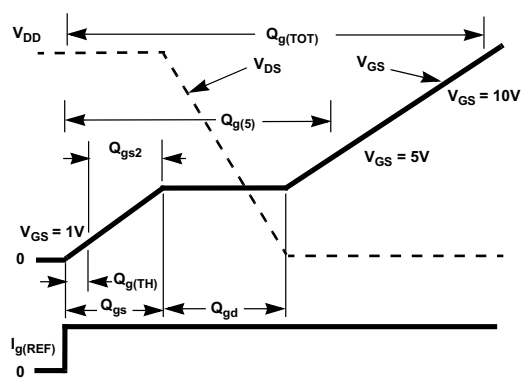 V_DD
Q_g(TOT)
V_DS
V_GS
V_GS = 10V
Q_g(5)
Q_gs2
V_GS = 5V
V_GS = 1V
0
Q_g(TH)
Q_gs
Q_gd
I_g(REF)
0